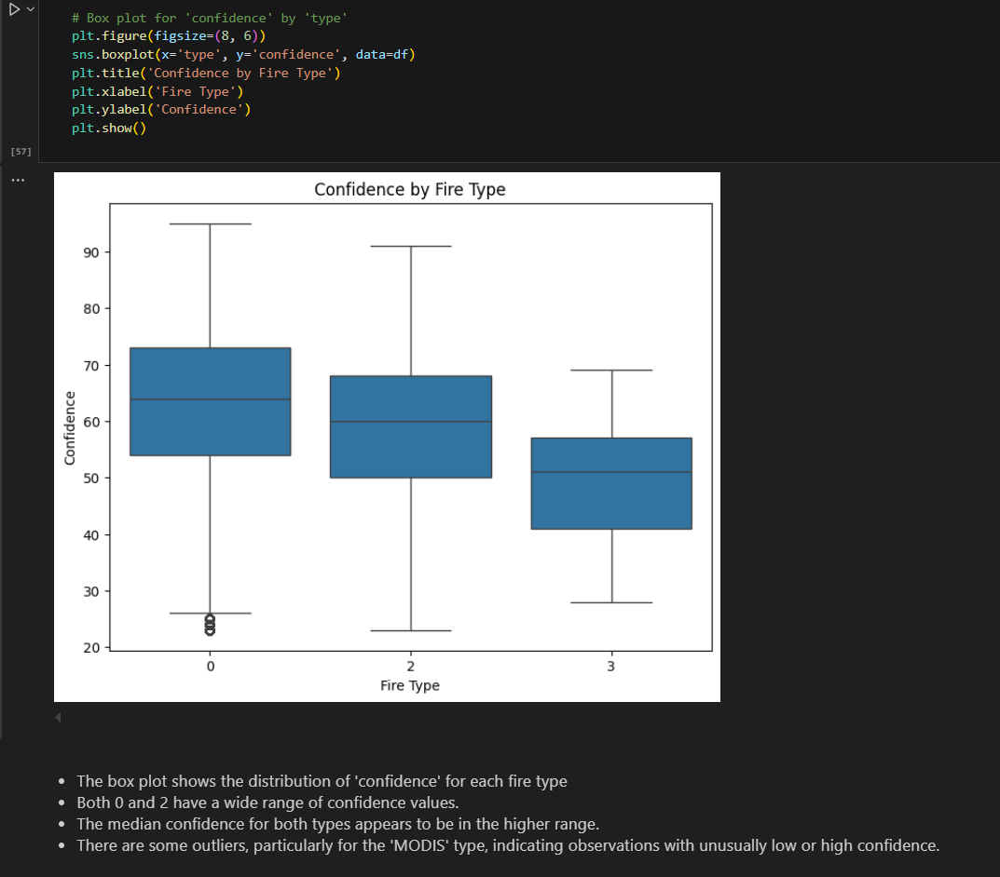 # Box plot for 'confidence' by 'type'
plt.figure(figsize=(8, 6))
sns.boxplot(x='type', y='confidence', data=df)
plt.title('Confidence by Fire Type')
plt.xlabel('Fire Type')
plt.ylabel('Confidence')
plt.show()
[57]
...
Confidence by Fire Type
90
80
70
60
50
40
30
20
Confidence
0 2 3
Fire Type
• The box plot shows the distribution of 'confidence' for each fire type
• Both 0 and 2 have a wide range of confidence values.
• The median confidence for both types appears to be in the higher range.
• There are some outliers, particularly for the 'MODIS' type, indicating observations with unusually low or high confidence.